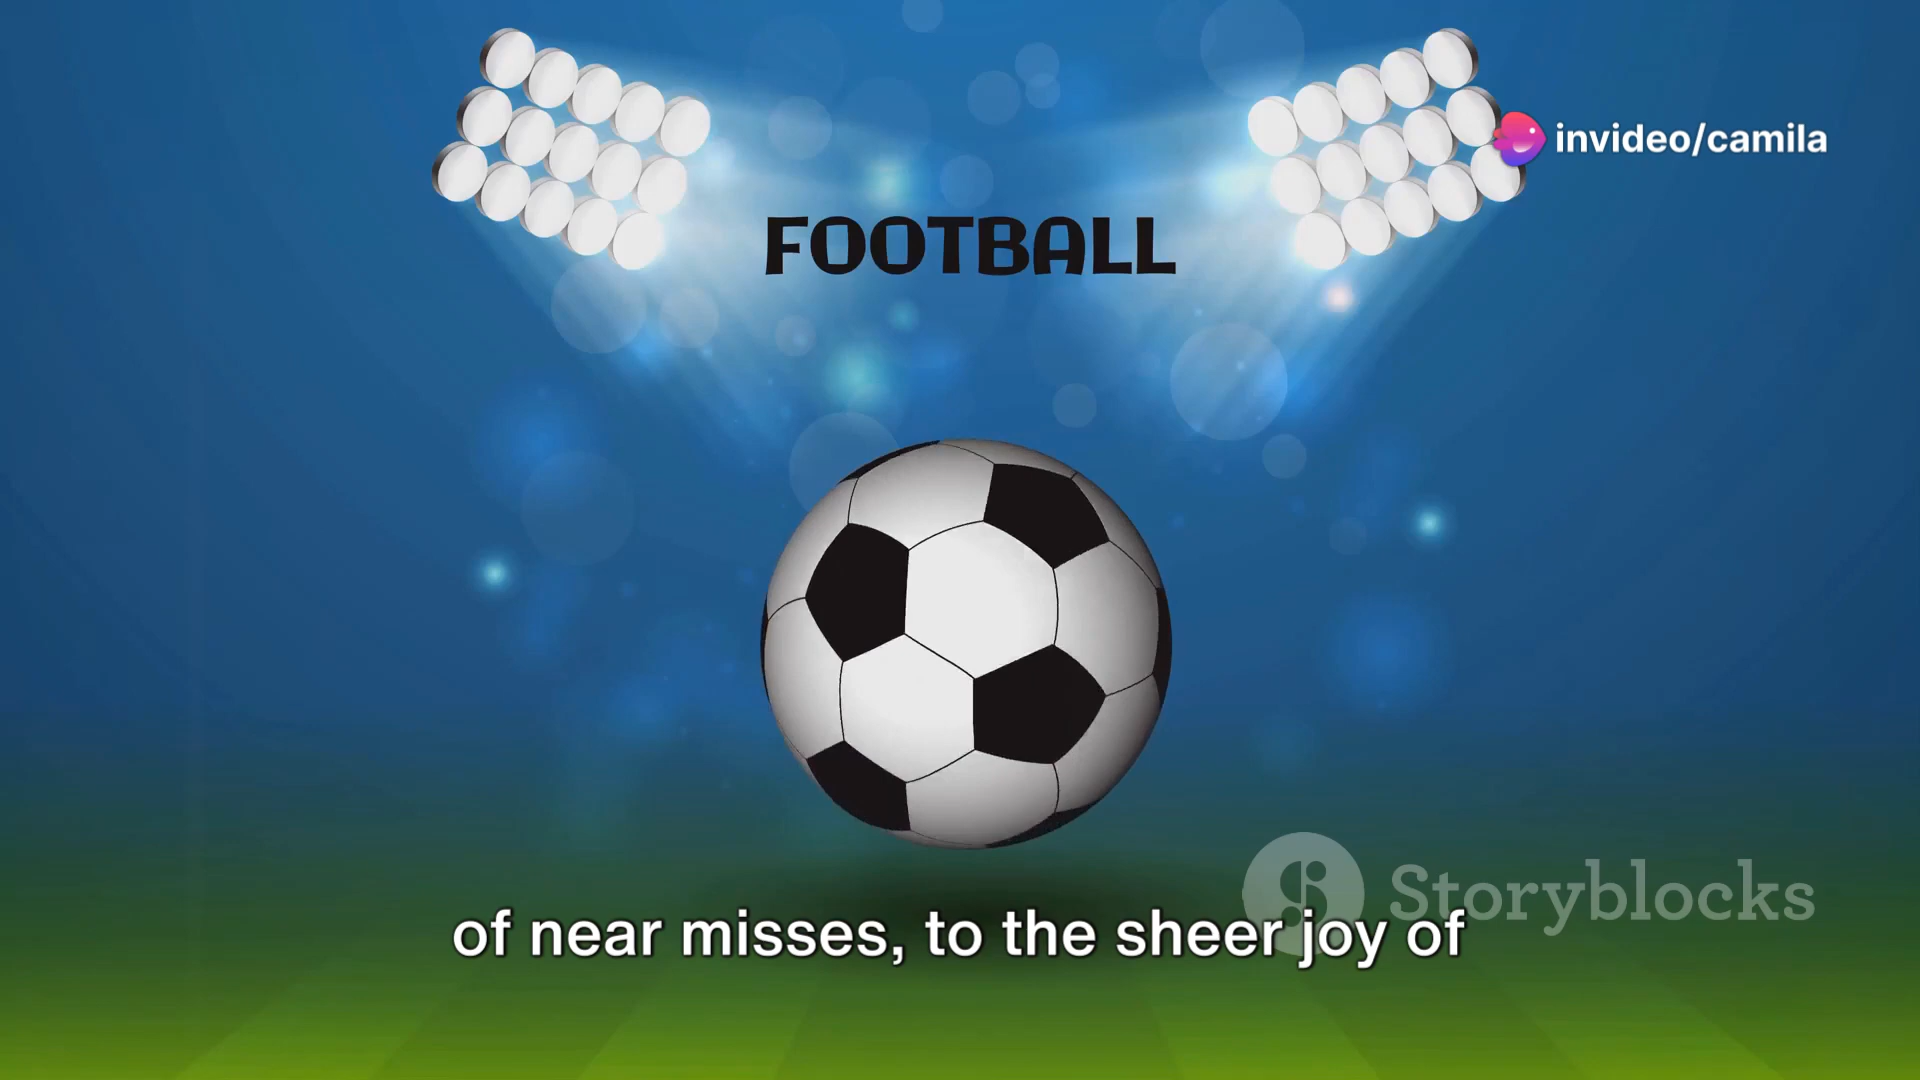 invideo/camila
FOOTBALL
Storyblocks
of near misses, to the sheer joy of